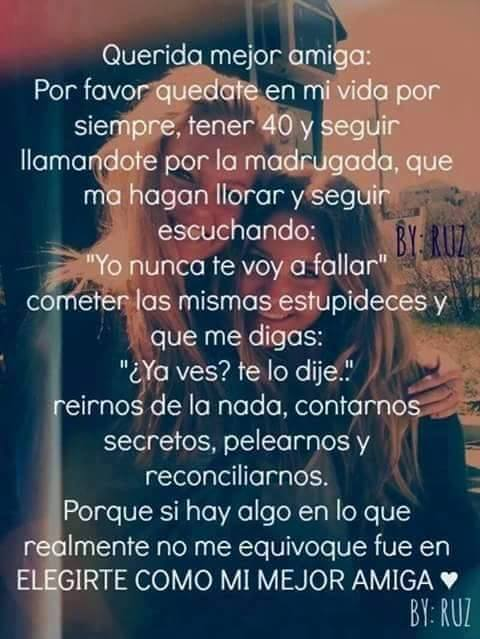 Querida mejor amiga:
Por favor quedate en mi vida por
siempre, tener 40 y seguir
llamandote por la madrugada, que
ma hagan llorar y seguir
escuchando:
BY: RUZ
"Yo nunca te voy a fallar"
cometer las mismas estupideces y
que me digas:
"¿Ya ves? te lo dije.."
reirnos de la nada, contarnos
secretos, pelearnos y
reconciliarnos.
Porque si hay algo en lo que
realmente no me equivoque fue en
ELEGIRTE COMO MI MEJOR AMIGA ♥
BY: RUZ